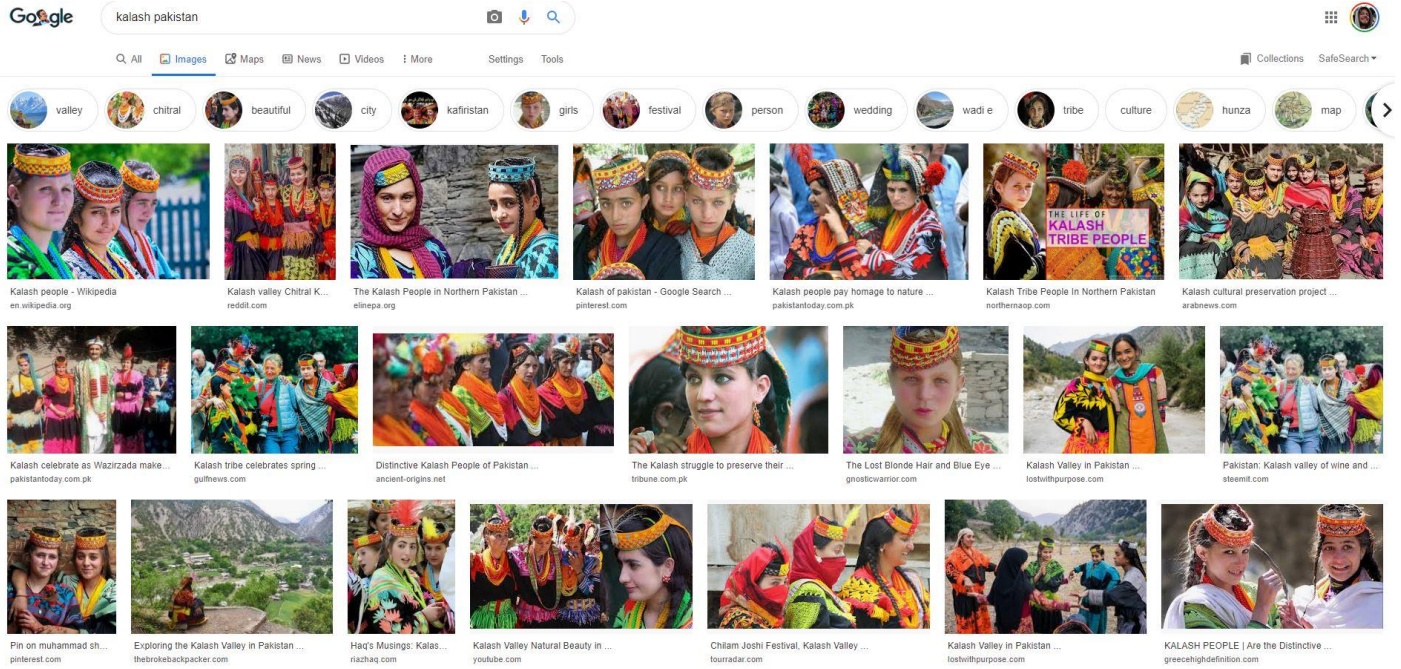 Google
kalash pakistan
All Images Maps News Videos More Settings Tools Collections SafeSearch
valley chitral beautiful city kafiristan girls festival person wedding wadi e tribe culture hunza map
THE LIFE OF
KALASH
TRIBE PEOPLE
Kalash people - Wikipedia
en.wikipedia.org
Kalash valley Chitral K...
reddit.com
The Kalash People in Northern Pakistan ...
elinepa.org
Kalash of pakistan - Google Search ...
pinterest.com
Kalash people pay homage to nature ...
pakistantoday.com.pk
Kalash Tribe People In Northern Pakistan
northernaop.com
Kalash cultural preservation project ...
arabnews.com
Kalash celebrate as Wazirzada make...
pakistantoday.com.pk
Kalash tribe celebrates spring ...
gulfnews.com
Distinctive Kalash People of Pakistan ...
ancient-origins.net
The Kalash struggle to preserve their ...
tribune.com.pk
The Lost Blonde Hair and Blue Eye ...
gnosticwarrior.com
Kalash Valley in Pakistan ...
lostwithpurpose.com
Pakistan: Kalash valley of wine and ...
steemit.com
Pin on muhammad sh...
pinterest.com
Exploring the Kalash Valley in Pakistan ...
thebrokebackpacker.com
Haq's Musings: Kalas...
riazhaq.com
Kalash Valley Natural Beauty in ...
youtube.com
Chilam Joshi Festival, Kalash Valley ...
tourradar.com
Kalash Valley in Pakistan ...
lostwithpurpose.com
KALASH PEOPLE | Are the Distinctive ...
greecehighdefinition.com